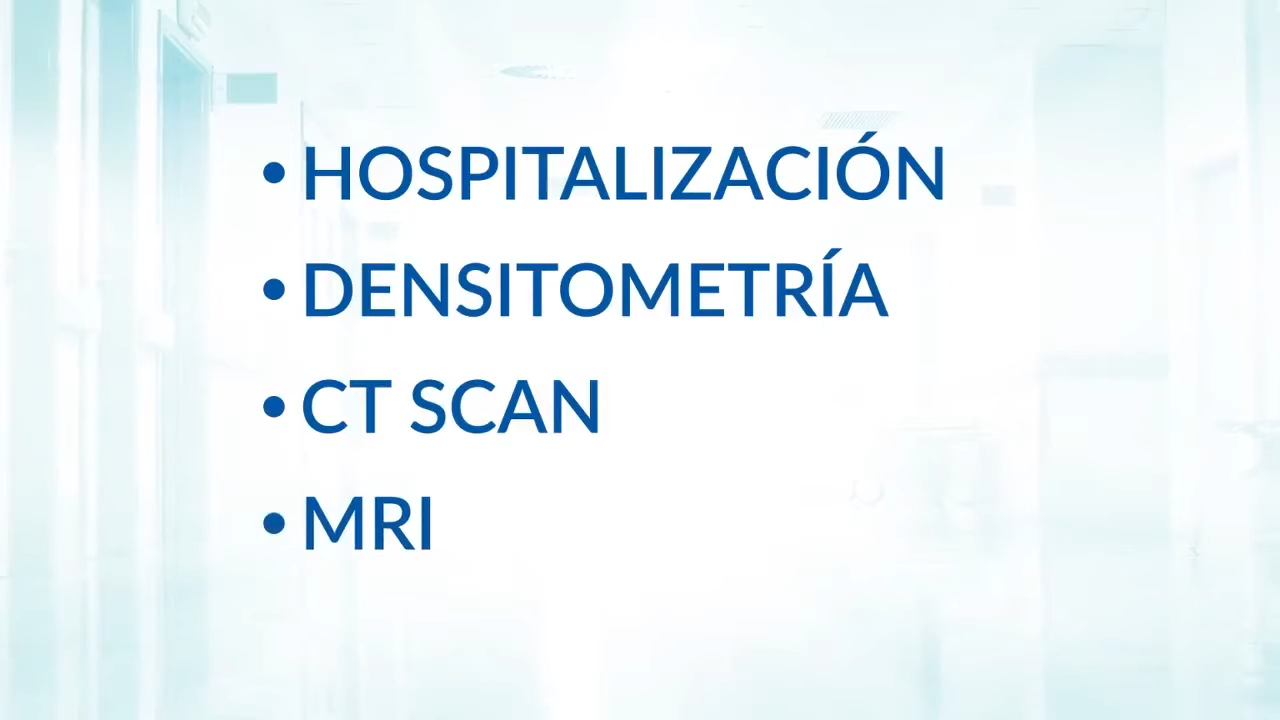 • HOSPITALIZACIÓN
• DENSITOMETRÍA
• CT SCAN
• MRI